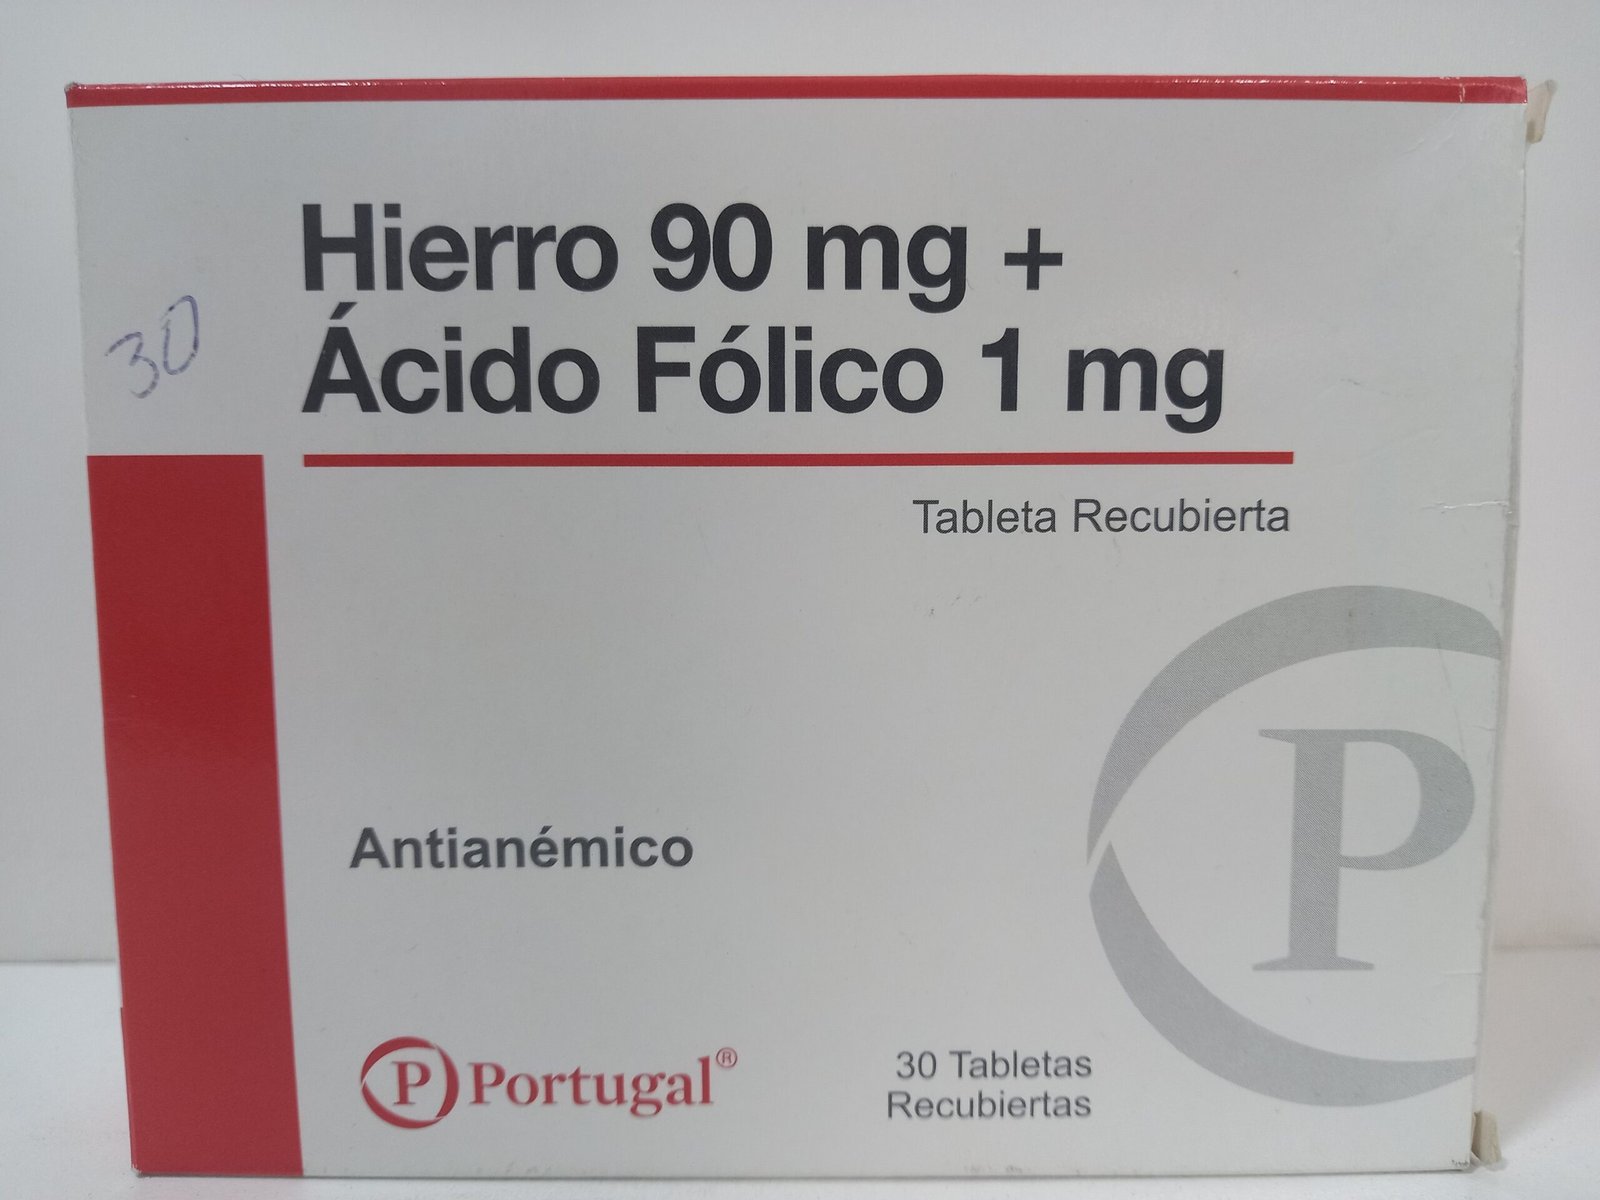 Hierro 90 mg +
Ácido Fólico 1 mg
30
Tableta Recubierta
P
Antianémico
P Portugal®
30 Tabletas
Recubiertas